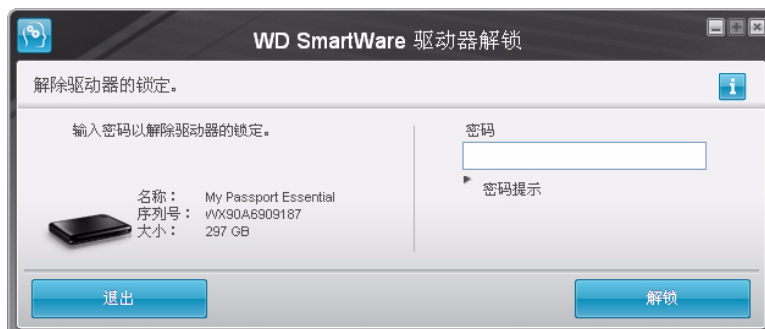 WD SmartWare 驱动器解锁
解除驱动器的锁定。
输入密码以解除驱动器的锁定。
名称： My Passport Essential
序列号： WX90A6909187
大小： 297 GB
密码
密码提示
退出
解锁